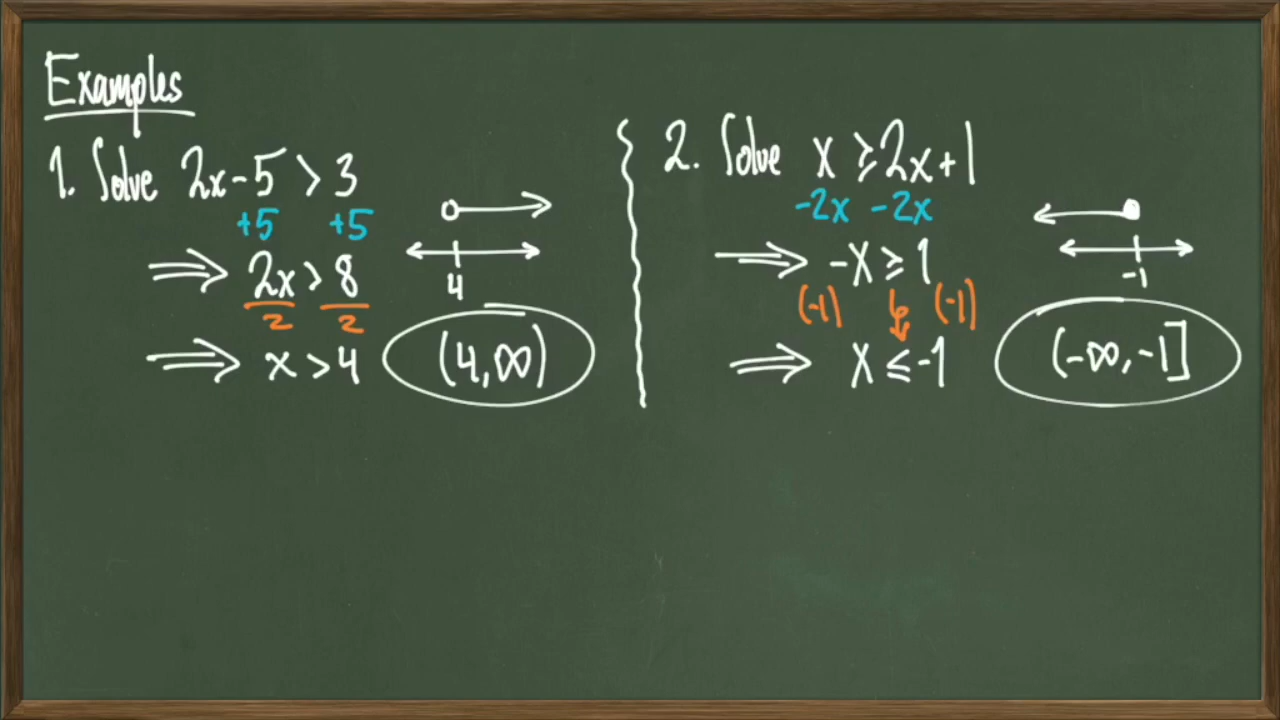 Examples
1. Solve 2x-5 > 3
+5 +5
⟹ 2x > 8
2 2
⟹ x > 4
4
(4,∞)
2. Solve x ≥ 2x+1
-2x -2x
⟹ -x ≥ 1
(-1) (-1)
⟹ x ≤ -1
-1
(-∞,-1]